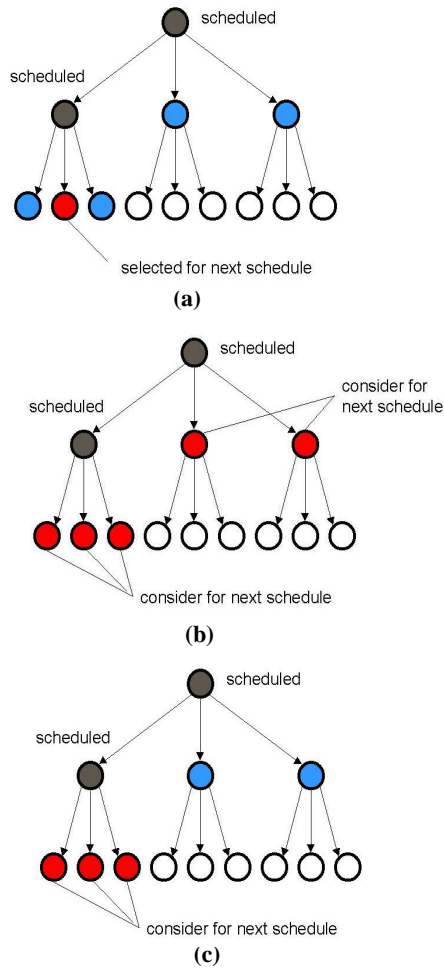 scheduled
scheduled
selected for next schedule
(a)
scheduled
consider for
next schedule
scheduled
consider for next schedule
(b)
scheduled
scheduled
consider for next schedule
(c)